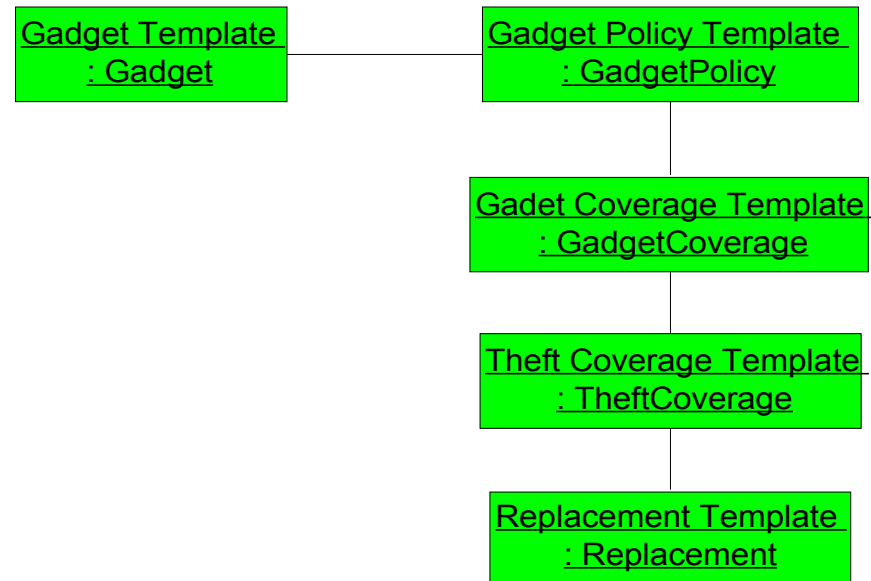 Gadget Template
: Gadget
Gadget Policy Template
: GadgetPolicy
Gadet Coverage Template
: GadgetCoverage
Theft Coverage Template
: TheftCoverage
Replacement Template
: Replacement